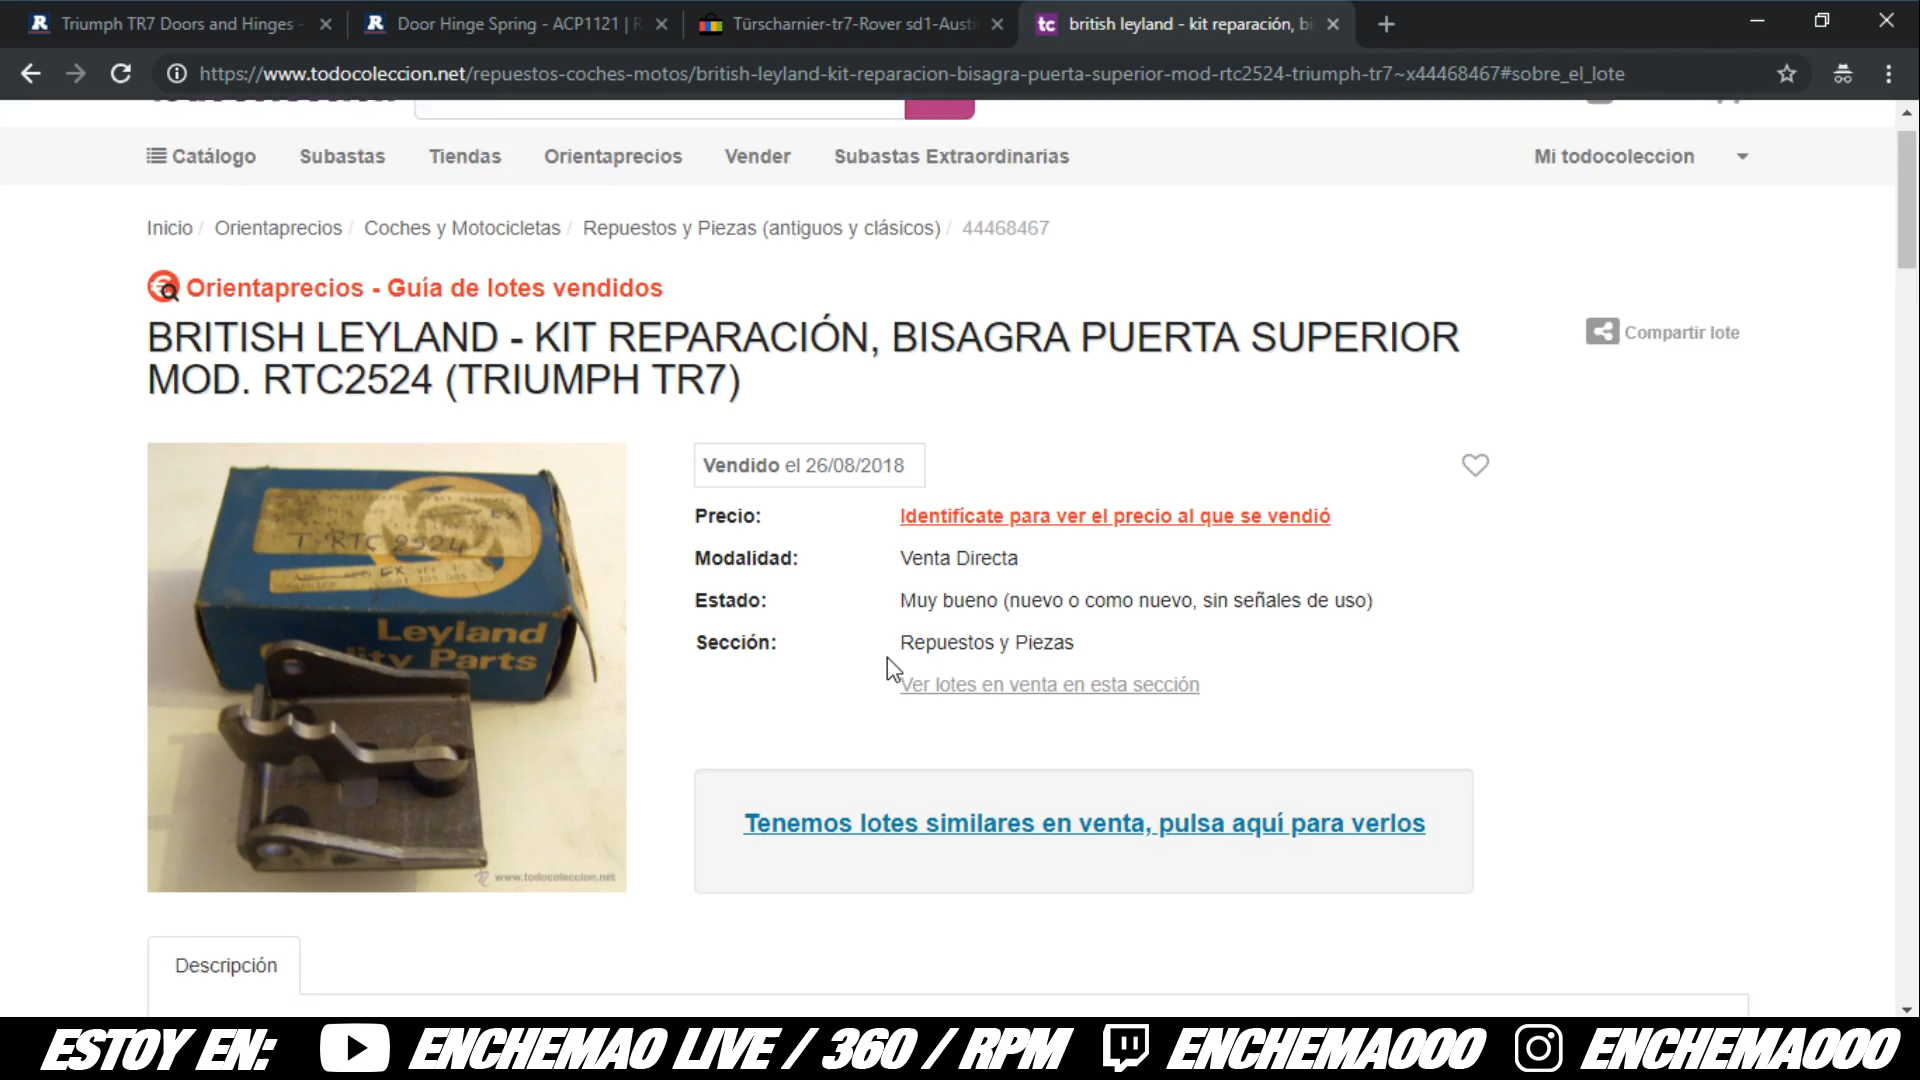 Triumph TR7 Doors and Hinges -
Door Hinge Spring - ACP1121 | R
Türscharnier-tr7-Rover sd1-Austi
british leyland - kit reparación, bi
https://www.todocoleccion.net/repuestos-coches-motos/british-leyland-kit-reparacion-bisagra-puerta-superior-mod-rtc2524-triumph-tr7~x44468467#sobre_el_lote
Catálogo Subastas Tiendas Orientaprecios Vender Subastas Extraordinarias Mi todocoleccion
Inicio / Orientaprecios / Coches y Motocicletas / Repuestos y Piezas (antiguos y clásicos) / 44468467
Orientaprecios - Guía de lotes vendidos
BRITISH LEYLAND - KIT REPARACIÓN, BISAGRA PUERTA SUPERIOR
MOD. RTC2524 (TRIUMPH TR7)
Compartir lote
Vendido el 26/08/2018
Precio: Identifícate para ver el precio al que se vendió
Modalidad: Venta Directa
Estado: Muy bueno (nuevo o como nuevo, sin señales de uso)
Sección: Repuestos y Piezas
Ver lotes en venta en esta sección
T-RTC 2524
Leyland
Parts
www.todocoleccion.net
Tenemos lotes similares en venta, pulsa aquí para verlos
Descripción
ESTOY EN: ENCHEMAO LIVE / 360 / RPM ENCHEMAOOO ENCHEMAOOO